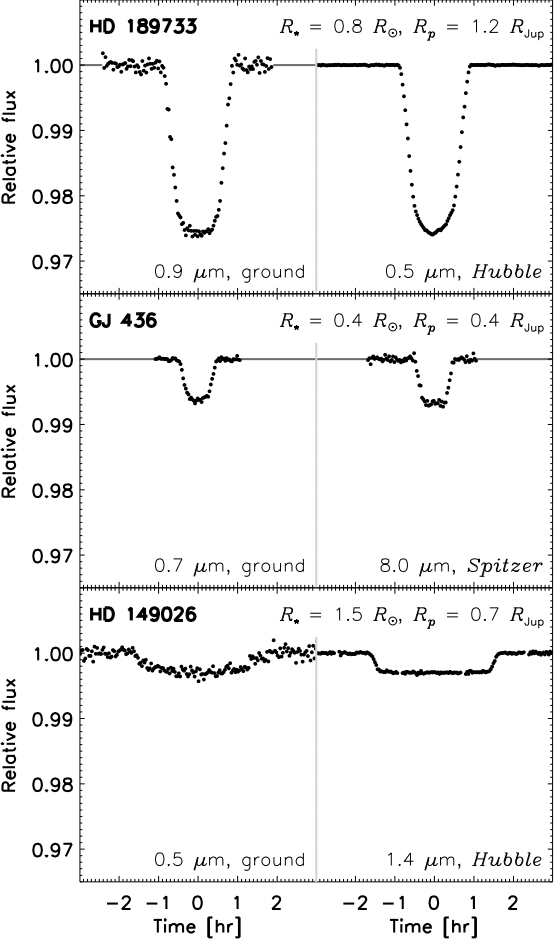 HD 189733 R⋆ = 0.8 R☉, Rp = 1.2 RJup
1.00
0.99
0.98
0.97
Relative flux
0.9 μm, ground 0.5 μm, Hubble
GJ 436 R⋆ = 0.4 R☉, Rp = 0.4 RJup
1.00
0.99
0.98
0.97
Relative flux
0.7 μm, ground 8.0 μm, Spitzer
HD 149026 R⋆ = 1.5 R☉, Rp = 0.7 RJup
1.00
0.99
0.98
0.97
Relative flux
0.5 μm, ground 1.4 μm, Hubble
−2 −1 0 1 2 −2 −1 0 1 2
Time [hr] Time [hr]